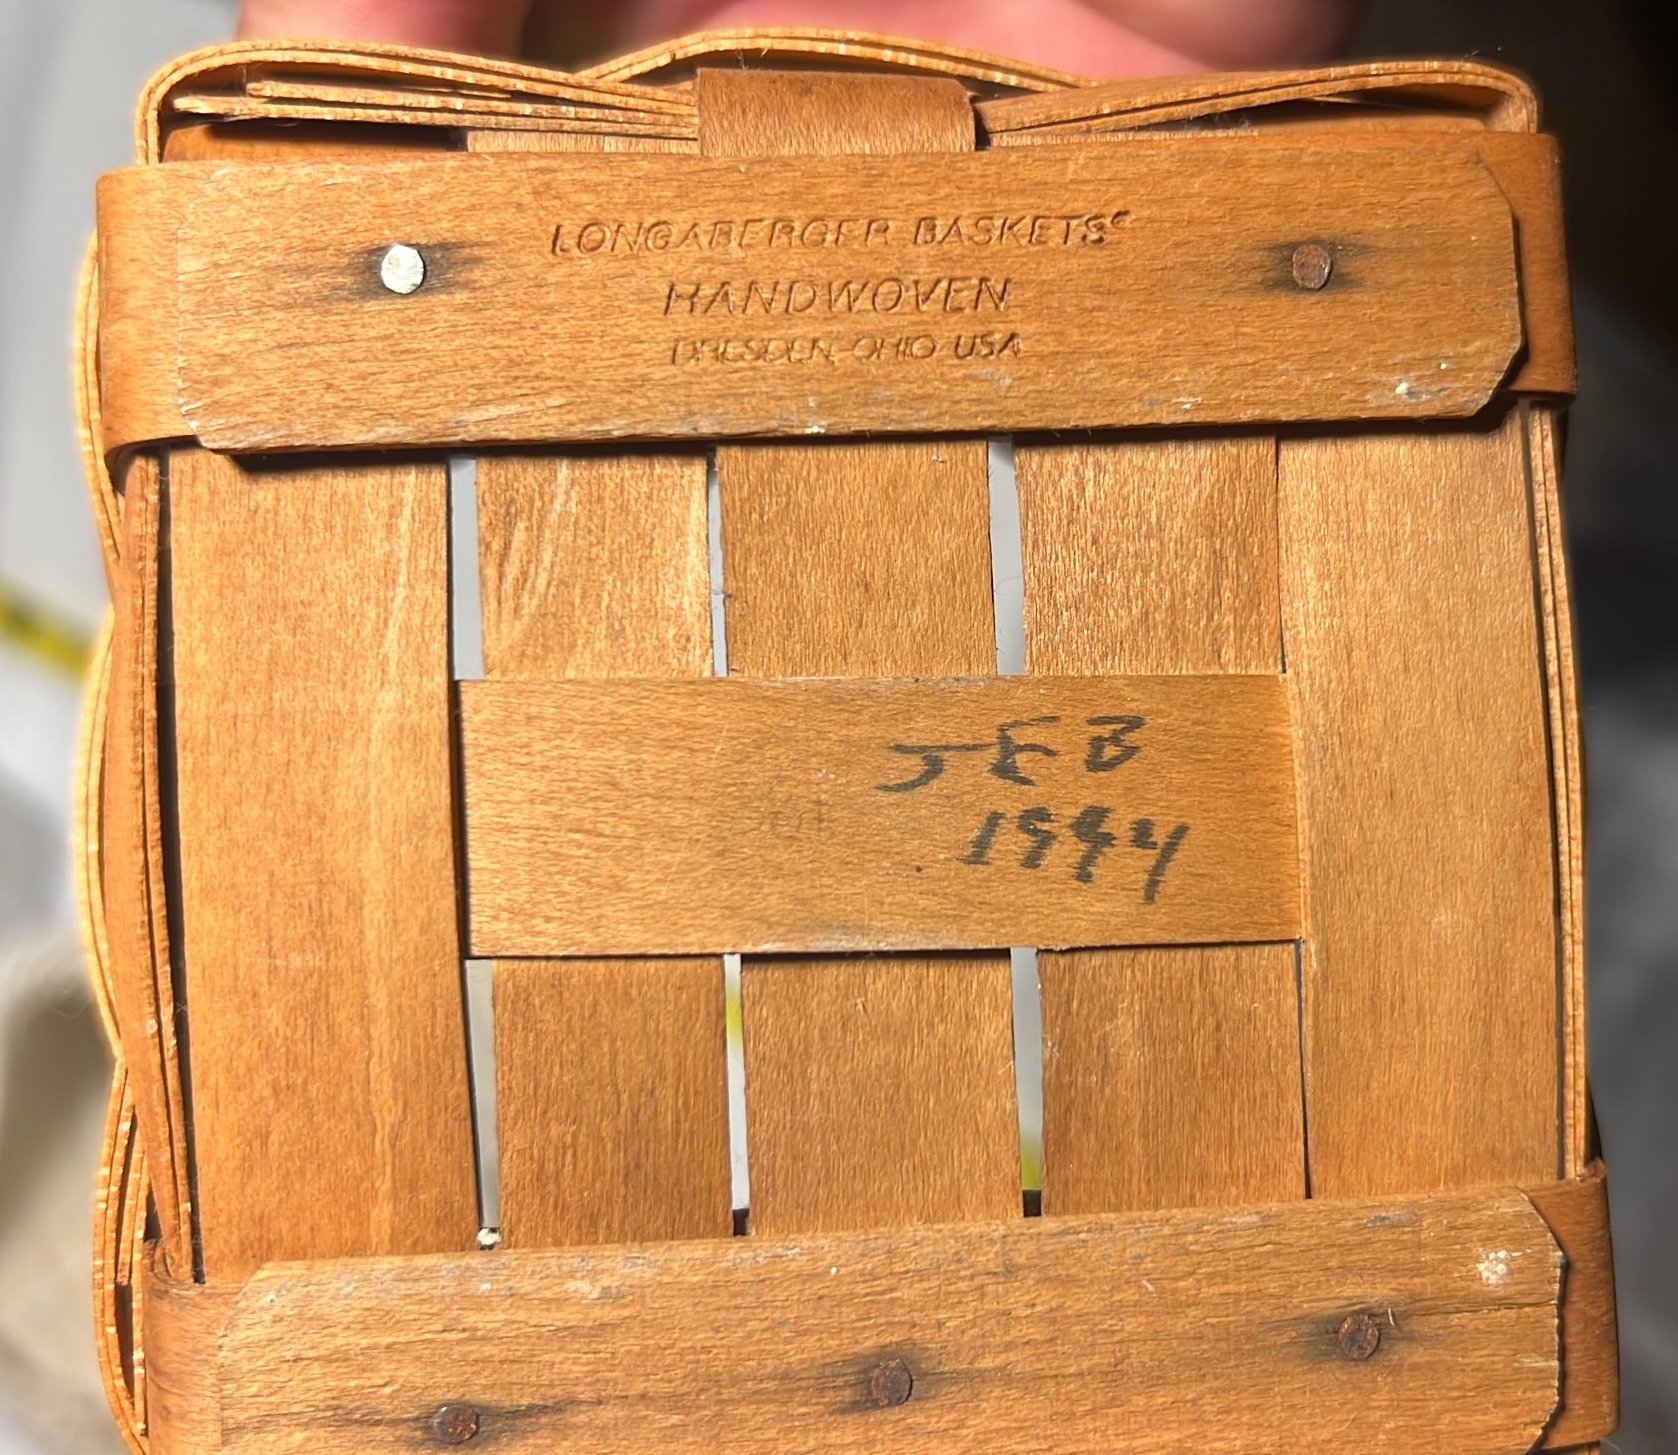 LONGABERGER BASKETS®
HANDWOVEN
DRESDEN, OHIO USA
JEB
1994